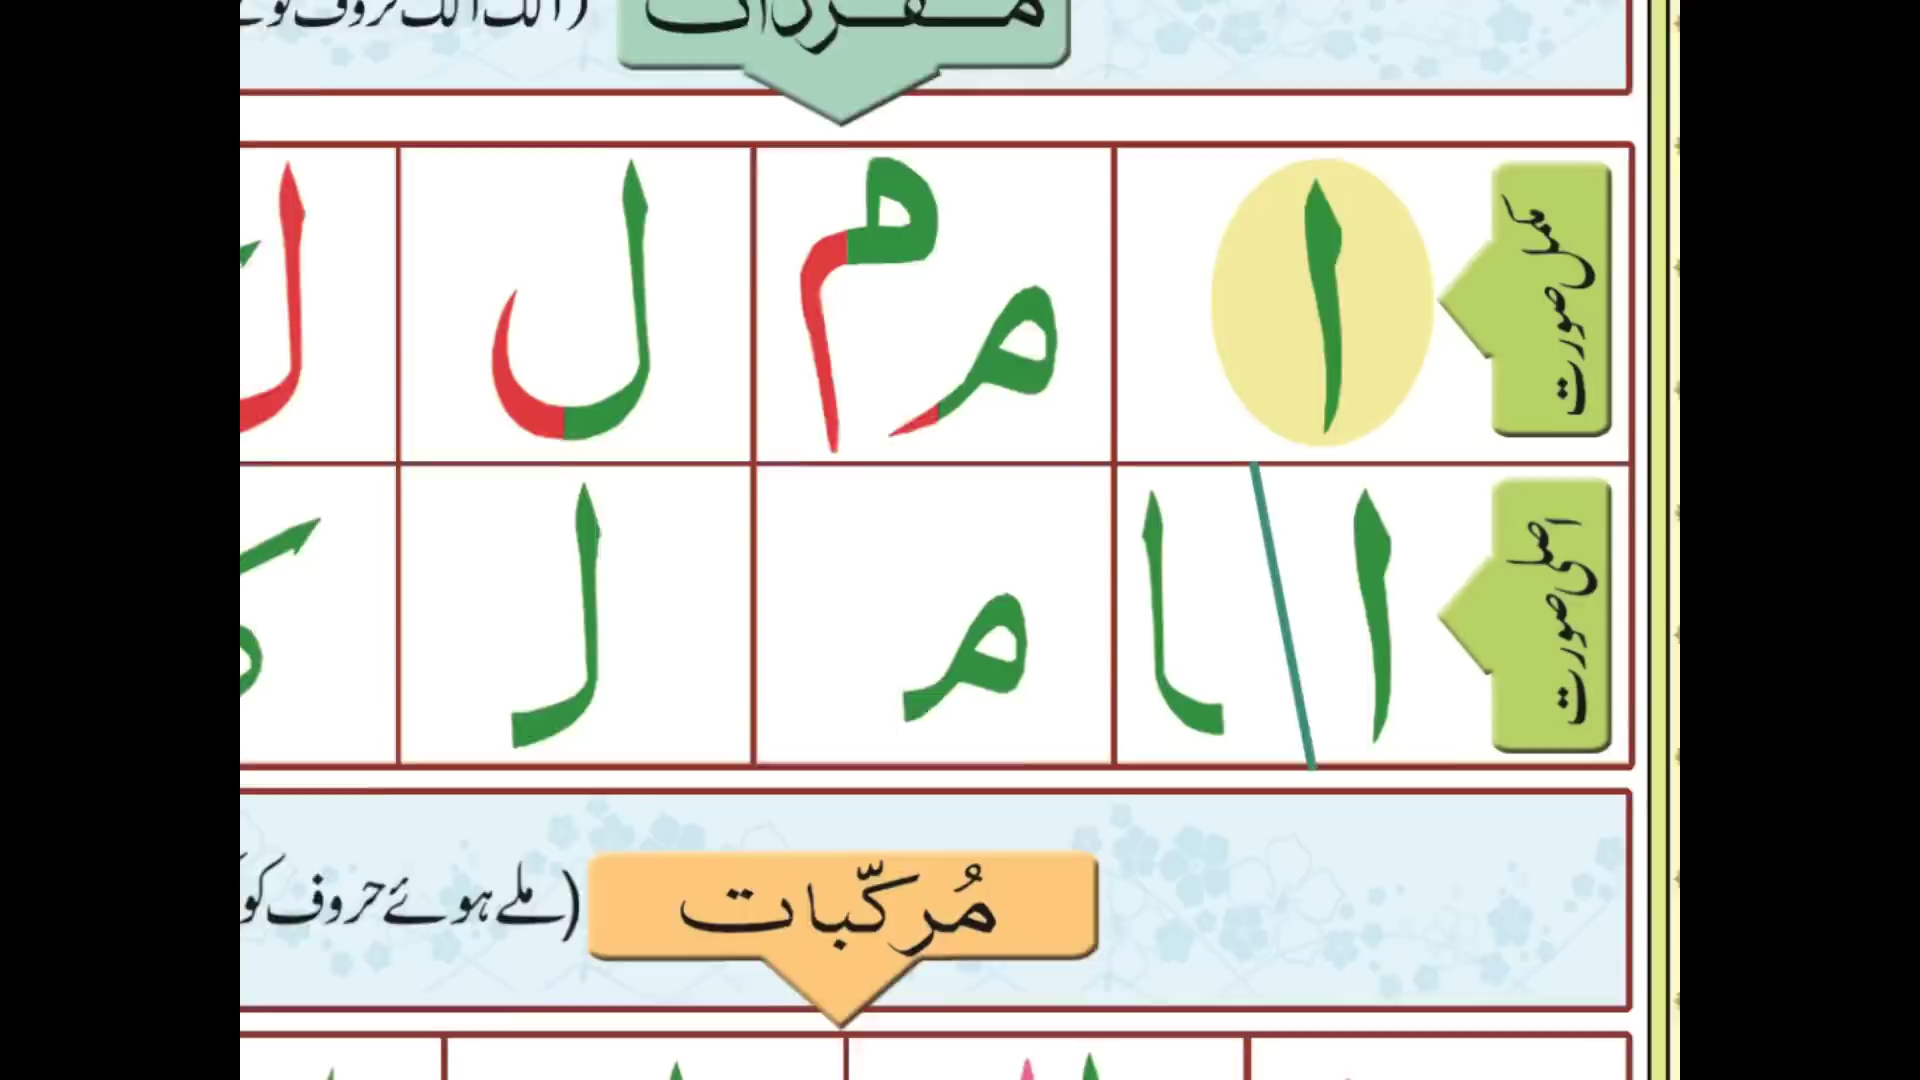 مفردات
مکمل صورت
ا م م ل ل
اصلی صورت
ا ا م ل
مُرکّبات (ملے ہوئے حروف کو